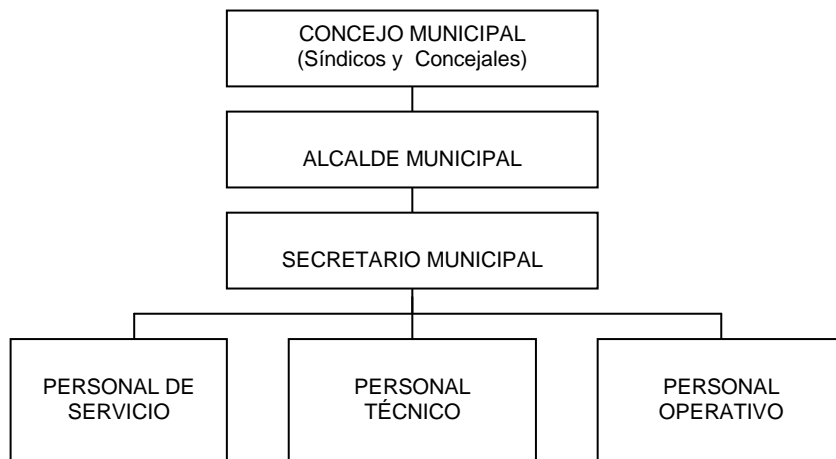 CONCEJO MUNICIPAL
(Síndicos y Concejales)
ALCALDE MUNICIPAL
SECRETARIO MUNICIPAL
PERSONAL DE
SERVICIO
PERSONAL
TÉCNICO
PERSONAL
OPERATIVO